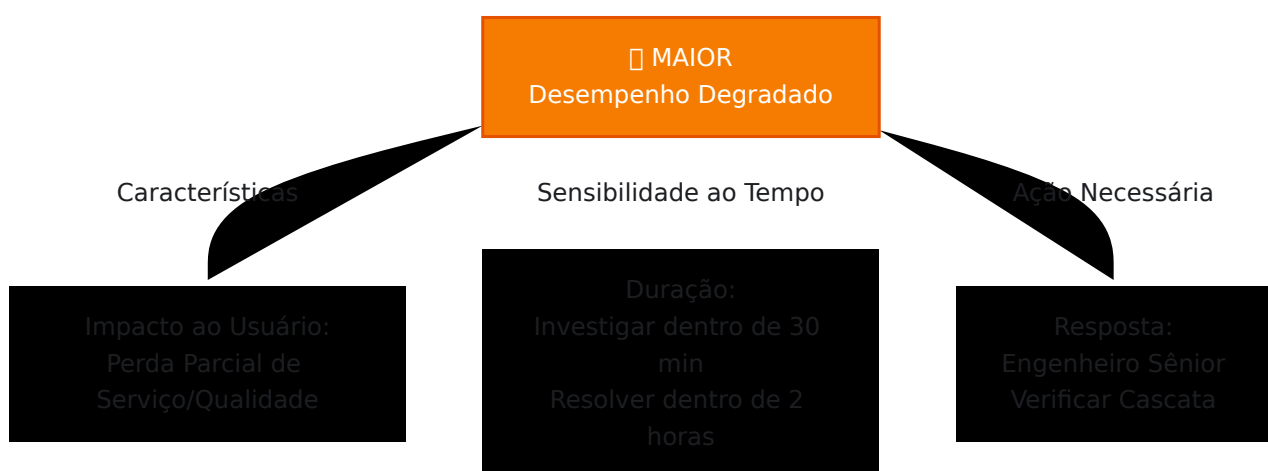 MAIOR
Desempenho Degradado
Características
Sensibilidade ao Tempo
Ação Necessária
Impacto ao Usuário:
Perda Parcial de
Serviço/Qualidade
Duração:
Investigar dentro de 30
min
Resolver dentro de 2
horas
Resposta:
Engenheiro Sênior
Verificar Cascata